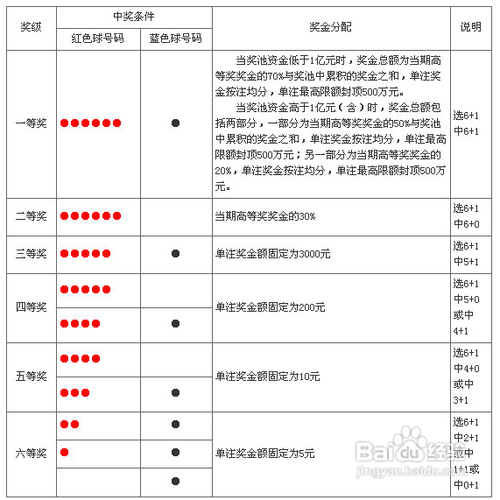 奖级
中奖条件
奖金分配
说明
红色球号码
蓝色球号码
一等奖
当奖池资金低于1亿元时，奖金总额为当期高
等奖奖金的70%与奖池中累积的奖金之和，单注奖
金按注均分，单注最高限额封顶500万元。
当奖池资金高于1亿元（含）时，奖金总额包
括两部分，一部分为当期高等奖奖金的50%与奖池
中累积的奖金之和，单注奖金按注均分，单注最高
限额封顶500万元；另一部分为当期高等奖奖金的
20%，单注奖金按注均分，单注最高限额封顶500万
元。
选6+1
中6+1
二等奖
当期高等奖奖金的30%
选6+1
中6+0
三等奖
单注奖金额固定为3000元
选6+1
中5+1
四等奖
单注奖金额固定为200元
选6+1
中5+0
或中
4+1
五等奖
单注奖金额固定为10元
选6+1
中4+0
或中
3+1
六等奖
单注奖金额固定为5元
选6+1
中2+1
或中
1+1或
中0+1
Baidu经验
jingyan.baidu.com